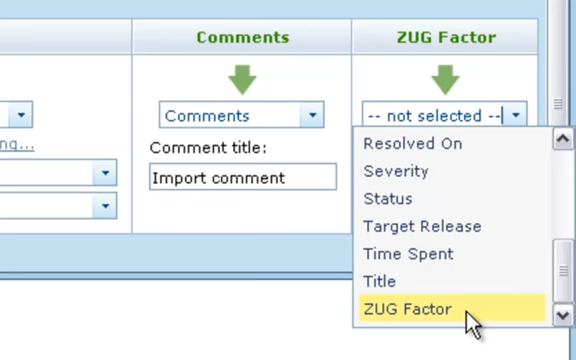 Comments
ZUG Factor
Comments
-- not selected --
ng...
Comment title:
Import comment
Resolved On
Severity
Status
Target Release
Time Spent
Title
ZUG Factor